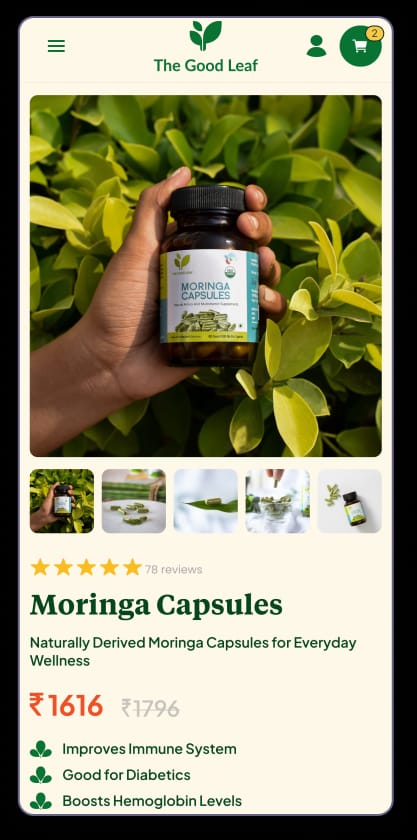 2
The Good Leaf
MORINGA
CAPSULES
78 reviews
Moringa Capsules
Naturally Derived Moringa Capsules for Everyday
Wellness
₹1616 ₹1796
Improves Immune System
Good for Diabetics
Boosts Hemoglobin Levels